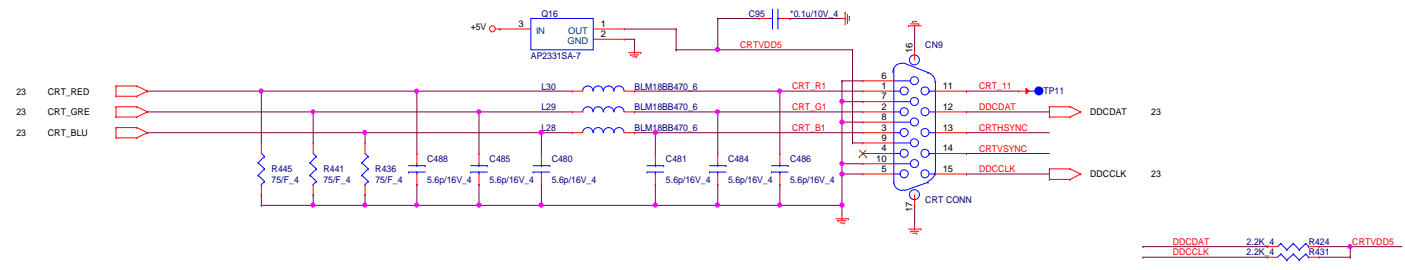 Q16
+5V 3 IN OUT 1
GND 2
AP2331SA-7
C95 *0.1u/10V_4
CRTVDD5
16 CN9
23 CRT_RED L30 BLM18BB470_6 CRT_R1
23 CRT_GRE L29 BLM18BB470_6 CRT_G1
23 CRT_BLU L28 BLM18BB470_6 CRT_B1
6
1 11 CRT_11 TP11
7
2 12 DDCDAT DDCDAT 23
8
3 13 CRTHSYNC
9
4 14 CRTVSYNC
10
5 15 DDCCLK DDCCLK 23
R445 75/F_4
R441 75/F_4
R436 75/F_4
C488 5.6p/16V_4
C485 5.6p/16V_4
C480 5.6p/16V_4
C481 5.6p/16V_4
C484 5.6p/16V_4
C486 5.6p/16V_4
17 CRT CONN
DDCDAT 2.2K_4 R424 CRTVDD5
DDCCLK 2.2K_4 R431